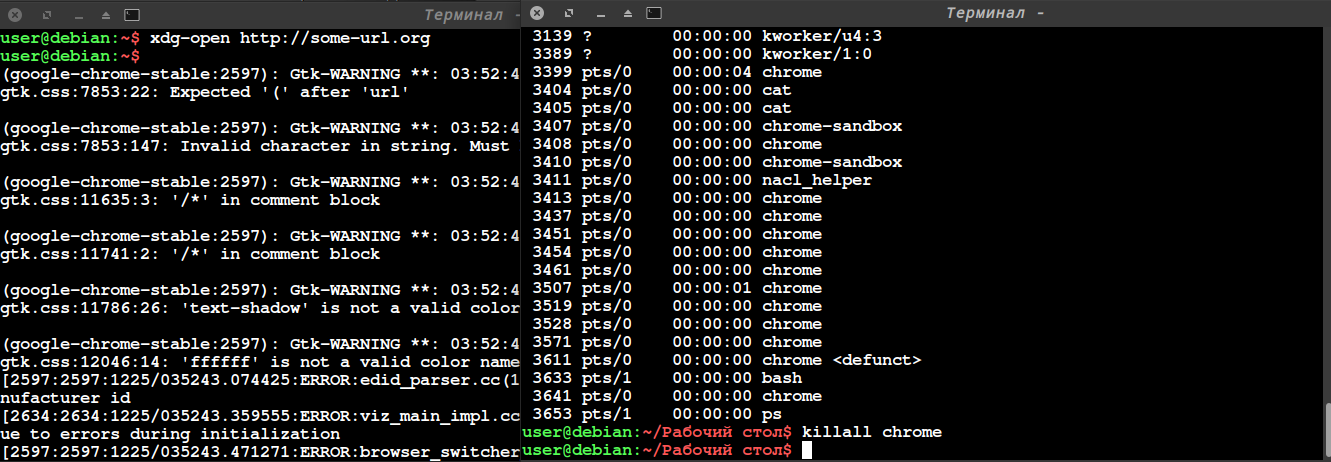 Терминал -
user@debian:~$ xdg-open http://some-url.org
user@debian:~$
(google-chrome-stable:2597): Gtk-WARNING **: 03:52:4
gtk.css:7853:22: Expected '(' after 'url'
(google-chrome-stable:2597): Gtk-WARNING **: 03:52:4
gtk.css:7853:147: Invalid character in string. Must
(google-chrome-stable:2597): Gtk-WARNING **: 03:52:4
gtk.css:11635:3: '/*' in comment block
(google-chrome-stable:2597): Gtk-WARNING **: 03:52:4
gtk.css:11741:2: '/*' in comment block
(google-chrome-stable:2597): Gtk-WARNING **: 03:52:4
gtk.css:11786:26: 'text-shadow' is not a valid color
(google-chrome-stable:2597): Gtk-WARNING **: 03:52:4
gtk.css:12046:14: 'ffffff' is not a valid color name
[2597:2597:1225/035243.074425:ERROR:edid_parser.cc(1
nufacturer id
[2634:2634:1225/035243.359555:ERROR:viz_main_impl.cc
ue to errors during initialization
[2597:2597:1225/035243.471271:ERROR:browser_switcher
Терминал -
3139 ? 00:00:00 kworker/u4:3
3389 ? 00:00:00 kworker/1:0
3399 pts/0 00:00:04 chrome
3404 pts/0 00:00:00 cat
3405 pts/0 00:00:00 cat
3407 pts/0 00:00:00 chrome-sandbox
3408 pts/0 00:00:00 chrome
3410 pts/0 00:00:00 chrome-sandbox
3411 pts/0 00:00:00 nacl_helper
3413 pts/0 00:00:00 chrome
3437 pts/0 00:00:00 chrome
3451 pts/0 00:00:00 chrome
3454 pts/0 00:00:00 chrome
3461 pts/0 00:00:00 chrome
3507 pts/0 00:00:01 chrome
3519 pts/0 00:00:00 chrome
3528 pts/0 00:00:00 chrome
3571 pts/0 00:00:00 chrome
3611 pts/0 00:00:00 chrome <defunct>
3633 pts/1 00:00:00 bash
3641 pts/0 00:00:00 chrome
3653 pts/1 00:00:00 ps
user@debian:~/Рабочий стол$ killall chrome
user@debian:~/Рабочий стол$